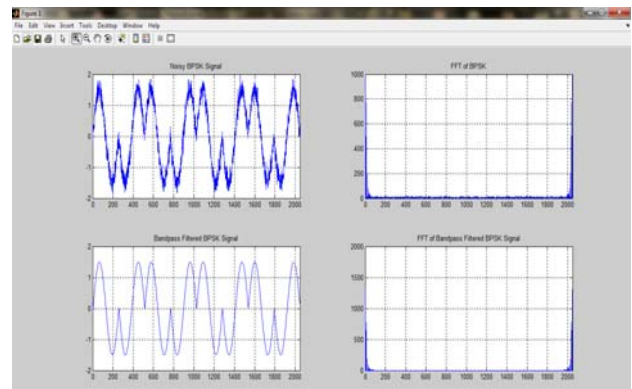 Figure 1
File Edit View Insert Tools Desktop Window Help
Noisy BPSK Signal
2
1
0
-1
-2
0 200 400 600 800 1000 1200 1400 1600 1800 2000
FFT of BPSK
1000
800
600
400
200
0
0 200 400 600 800 1000 1200 1400 1600 1800 2000
Bandpass Filtered BPSK Signal
2
1
0
-1
-2
0 200 400 600 800 1000 1200 1400 1600 1800 2000
FFT of Bandpass Filtered BPSK Signal
2000
1500
1000
500
0
0 200 400 600 800 1000 1200 1400 1600 1800 2000